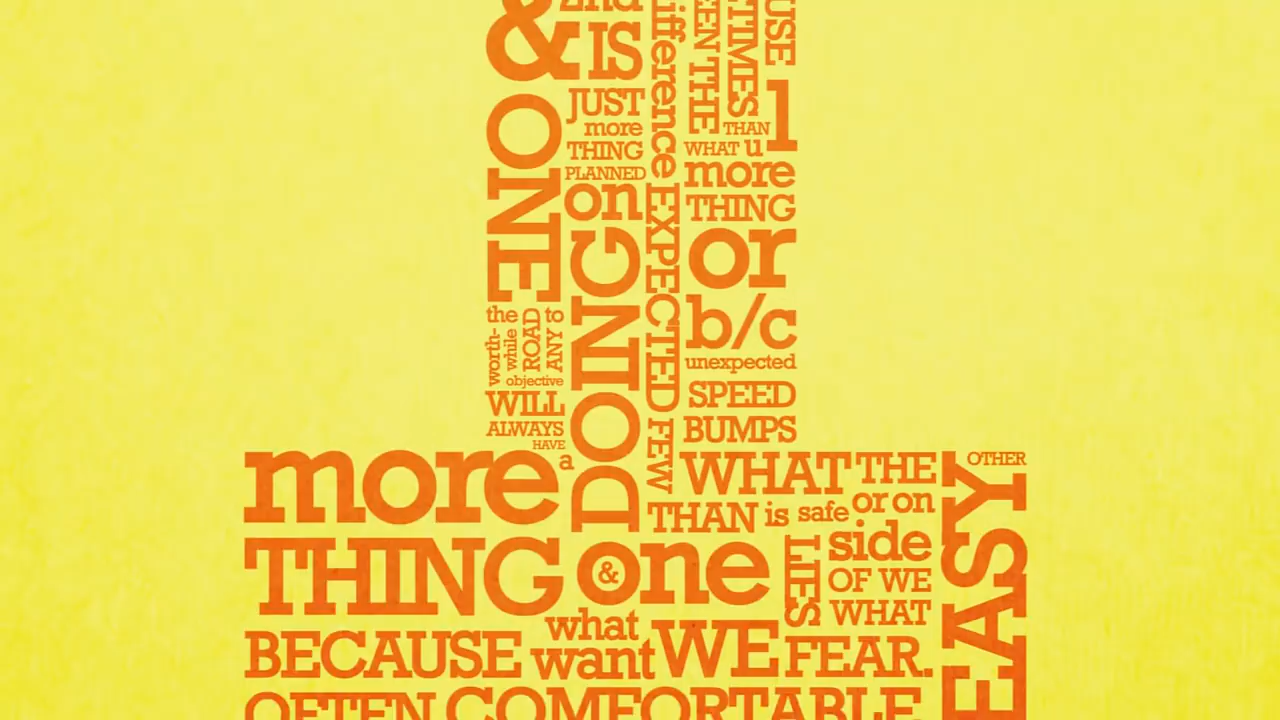 &
2nd
IS
JUST
more
THING
PLANNED
on
ONE
DOING
the
worth-
while
ROAD
to
ANY
objective
WILL
ALWAYS
HAVE
a
ifference
EXPECTED
FEW
EEN THE
TIMES
USE
1
THAN
WHAT u
more
THING
or
b/c
unexpected
SPEED
BUMPS
more
THING
WHAT
THAN
is safe
THE
or on
side
OF WE
WHAT
OTHER
EASY
&
one
LIES
BECAUSE
what
want
WE
FEAR.
OFTEN
COMFORTABLE